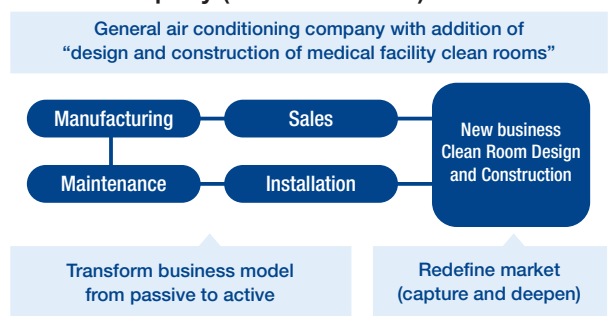 General air conditioning company with addition of
“design and construction of medical facility clean rooms”
Manufacturing
Sales
New business
Clean Room Design
and Construction
Maintenance
Installation
Transform business model
from passive to active
Redefine market
(capture and deepen)